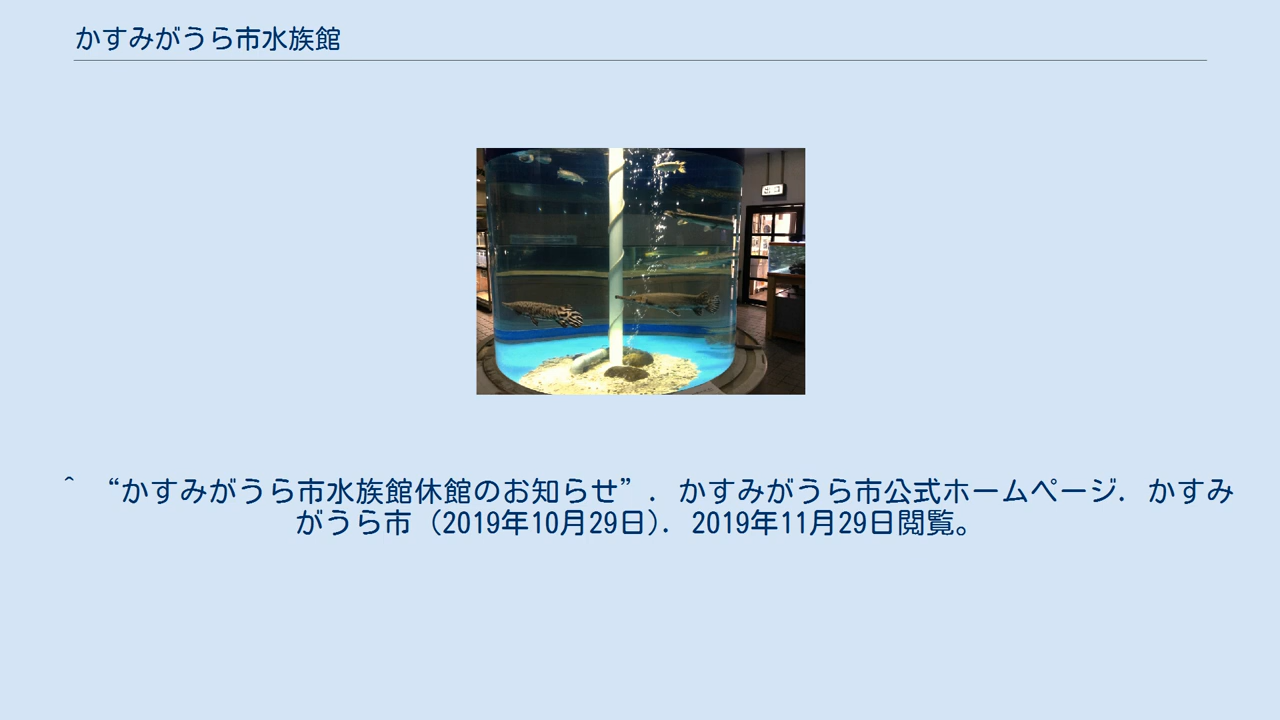 かすみがうら市水族館
^ “かすみがうら市水族館休館のお知らせ”. かすみがうら市公式ホームページ. かすみ
がうら市 (2019年10月29日). 2019年11月29日閲覧。